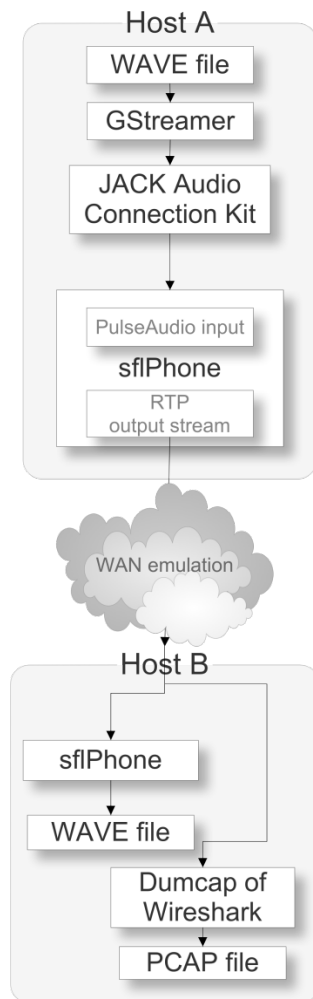 Host A
WAVE file
GStreamer
JACK Audio
Connection Kit
PulseAudio input
sflPhone
RTP
output stream
WAN emulation
Host B
sflPhone
WAVE file
Dumcap of
Wireshark
PCAP file